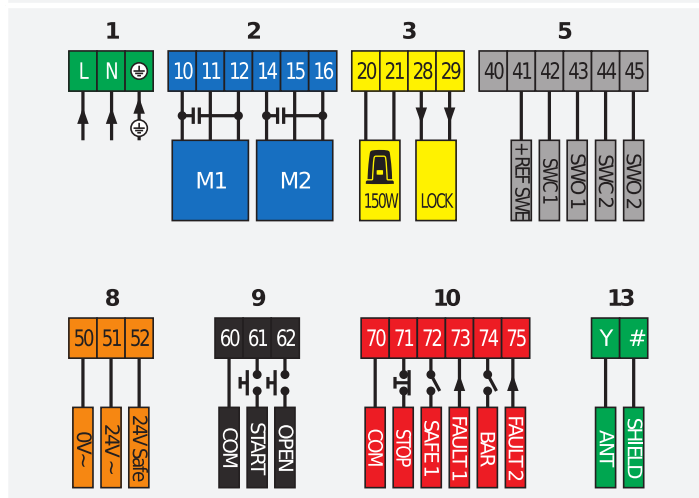 1 2 3 5
L N
10 11 12 14 15 16
20 21 28 29
40 41 42 43 44 45
M1 M2
150W
LOCK
+REF SWE
SWC 1
SWO 1
SWC 2
SWO 2
8 9 10 13
50 51 52
60 61 62
70 71 72 73 74 75
Y #
0V~
24V ~
24V Safe
COM
START
OPEN
COM
STOP
SAFE 1
FAULT 1
BAR
FAULT 2
ANT
SHIELD